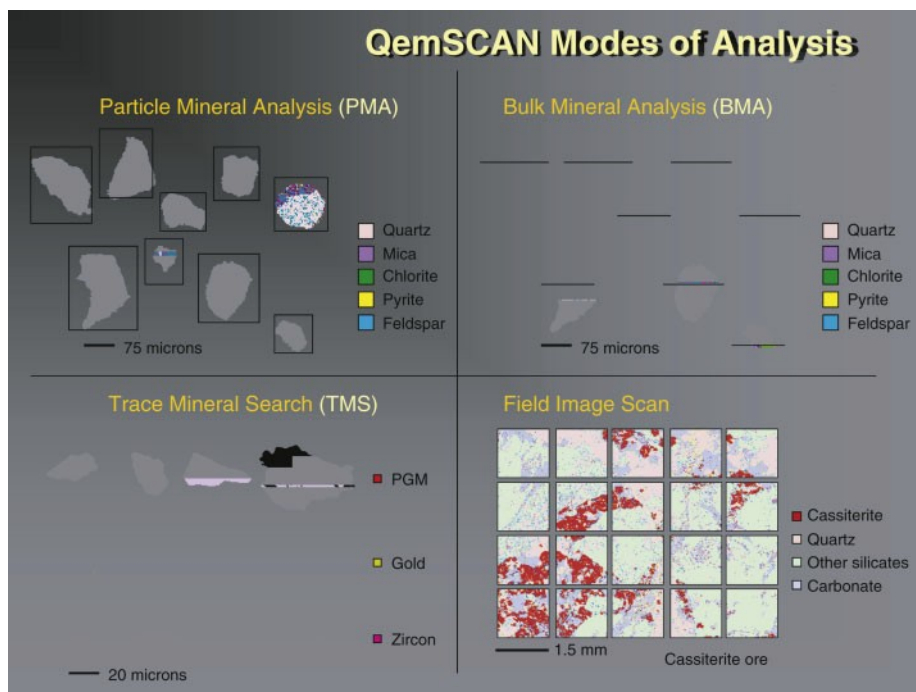 QemSCAN Modes of Analysis
Particle Mineral Analysis (PMA)
Quartz
Mica
Chlorite
Pyrite
Feldspar
75 microns
Bulk Mineral Analysis (BMA)
Quartz
Mica
Chlorite
Pyrite
Feldspar
75 microns
Trace Mineral Search (TMS)
PGM
Gold
Zircon
20 microns
Field Image Scan
Cassiterite
Quartz
Other silicates
Carbonate
1.5 mm
Cassiterite ore